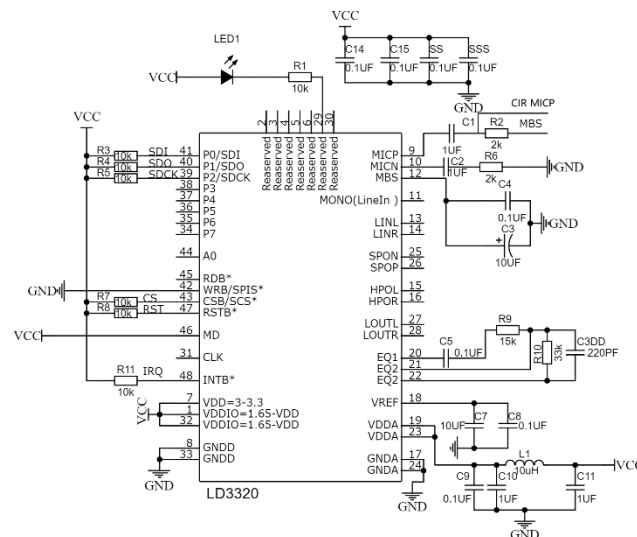 VCC
LED1
VCC
R1
10k
C14
0.1UF
C15
0.1UF
SS
0.1UF
SSS
0.1UF
GND
CIR MICP
C1
1UF
R2
2k
MBS
VCC
R3 10k SDI 41 P0/SDI
R4 10k SDO 40 P1/SDO
R5 10k SDCK 39 P2/SDCK
38 P3
37 P4
36 P5
35 P6
34 P7
44 A0
45 RDB*
GND 42 WRB/SPIS*
R7 10k CS 43 CSB/SCS*
R8 10k RST 47 RSTB*
VCC 46 MD
31 CLK
R11 10k IRQ 48 INTB*
7 VDD=3-3.3
VCC 1 VDDIO=1.65-VDD
32 VDDIO=1.65-VDD
8 GNDD
33 GNDD
GND
2 Reaserved
3 Reaserved
4 Reaserved
5 Reaserved
6 Reaserved
29 Reaserved
30 Reaserved
MICP 9
MICN 10 C2 1UF R6 2k GND
MBS 12
MONO(LineIn ) 11
C4
0.1UF
GND
C3
+
10UF
LINL 13
LINR 14
SPON 25
SPOP 26
HPOL 15
HPOR 16
LOUTL 27
LOUTR 28
EQ1 20
EQ2 21
EQ2 22
C5
0.1UF
R9
15k
R10
33k
C3DD
220PF
VREF 18
C7
10UF
C8
0.1UF
VDDA 19
VDDA 23
GNDA 17
GNDA 24
GND
L1
10uH
VCC
C9
0.1UF
C10
1UF
C11
1UF
GND
LD3320